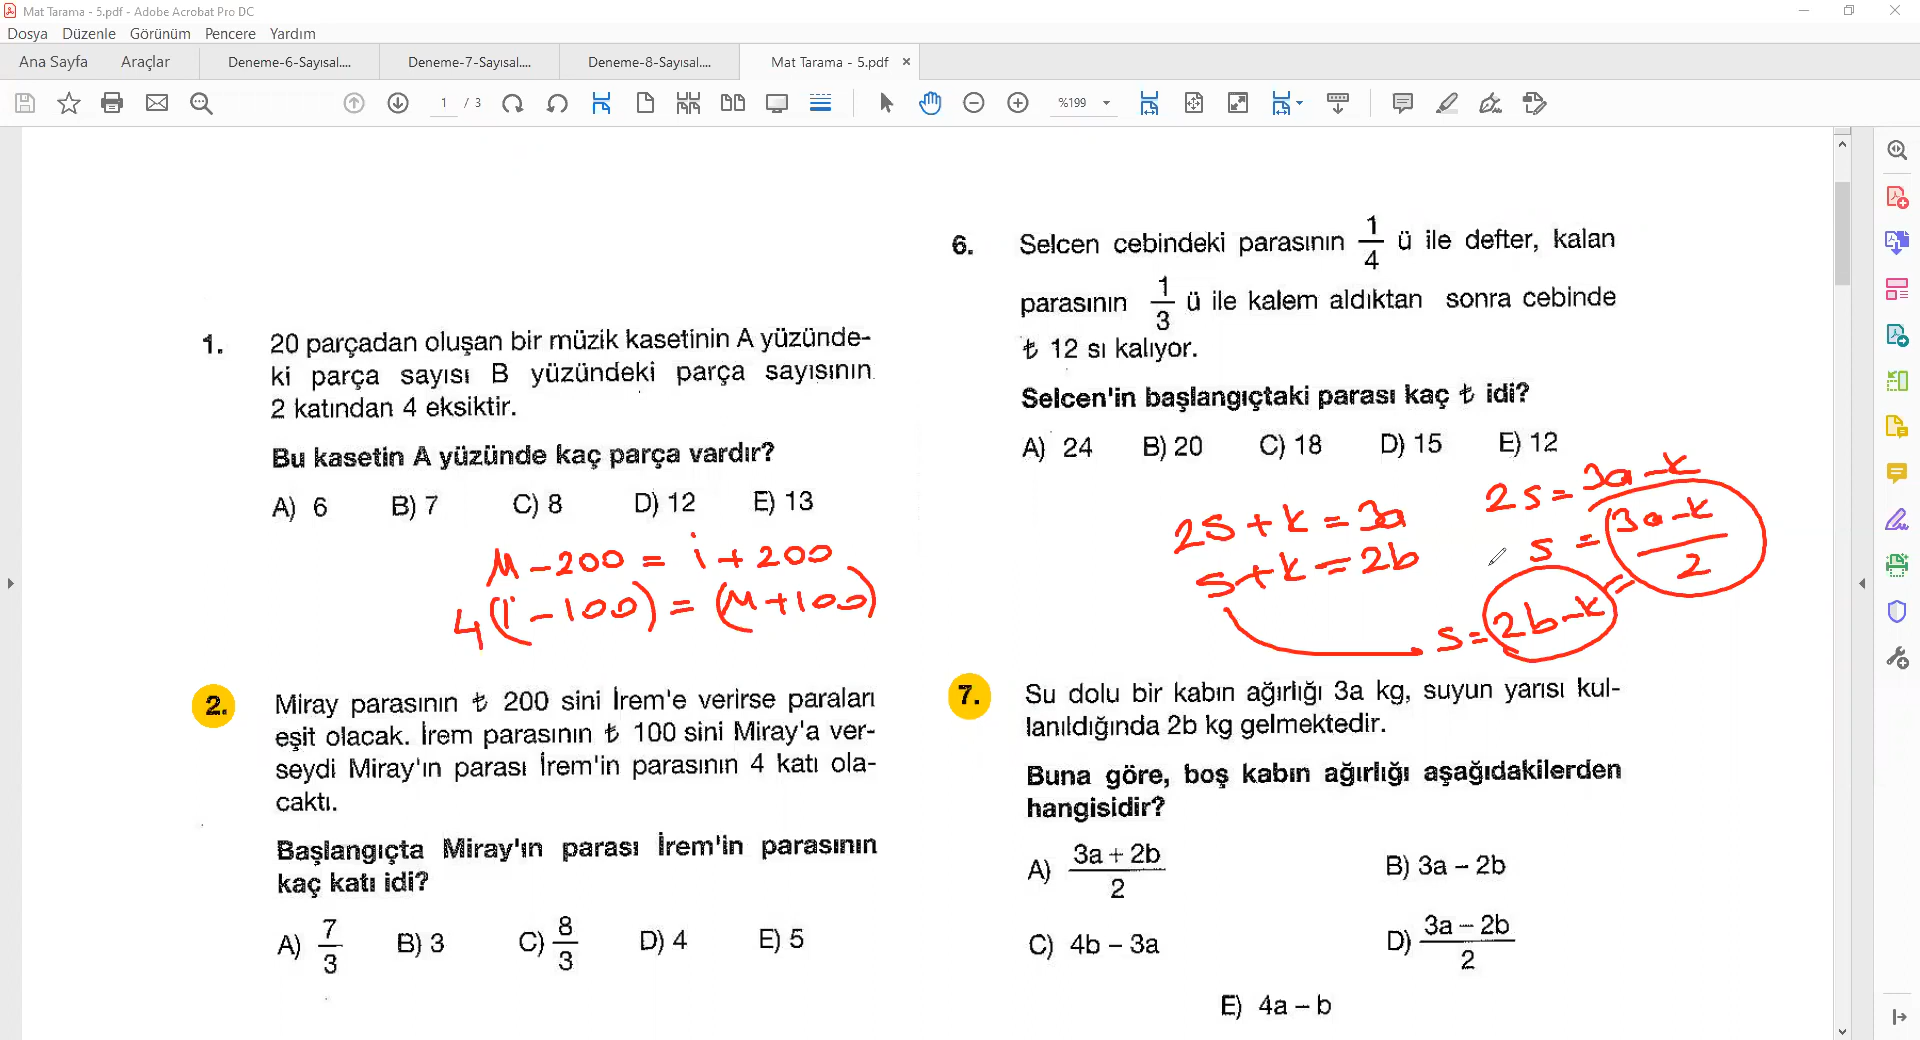 Mat Tarama - 5.pdf - Adobe Acrobat Pro DC
Dosya Düzenle Görünüm Pencere Yardım
Ana Sayfa Araçlar Deneme-6-Sayısal.... Deneme-7-Sayısal.... Deneme-8-Sayısal.... Mat Tarama - 5.pdf ×
1 / 3 %199
1. 20 parçadan oluşan bir müzik kasetinin A yüzünde-
ki parça sayısı B yüzündeki parça sayısının
2 katından 4 eksiktir.
Bu kasetin A yüzünde kaç parça vardır?
A) 6 B) 7 C) 8 D) 12 E) 13
M - 200 = i + 200
4(i - 100) = (M + 100)
2. Miray parasının ₺ 200 sini İrem'e verirse paraları
eşit olacak. İrem parasının ₺ 100 sini Miray'a ver-
seydi Miray'ın parası İrem'in parasının 4 katı ola-
caktı.
Başlangıçta Miray'ın parası İrem'in parasının
kaç katı idi?
A) 7/3 B) 3 C) 8/3 D) 4 E) 5
6. Selcen cebindeki parasının 1/4 ü ile defter, kalan
parasının 1/3 ü ile kalem aldıktan sonra cebinde
₺ 12 sı kalıyor.
Selcen'in başlangıçtaki parası kaç ₺ idi?
A) 24 B) 20 C) 18 D) 15 E) 12
2s + k = 3a
s + k = 2b
2s = 3a - k
s = (3a - k)/2
s = 2b - k =
7. Su dolu bir kabın ağırlığı 3a kg, suyun yarısı kul-
lanıldığında 2b kg gelmektedir.
Buna göre, boş kabın ağırlığı aşağıdakilerden
hangisidir?
A) (3a + 2b)/2 B) 3a - 2b
C) 4b - 3a D) (3a - 2b)/2
E) 4a - b